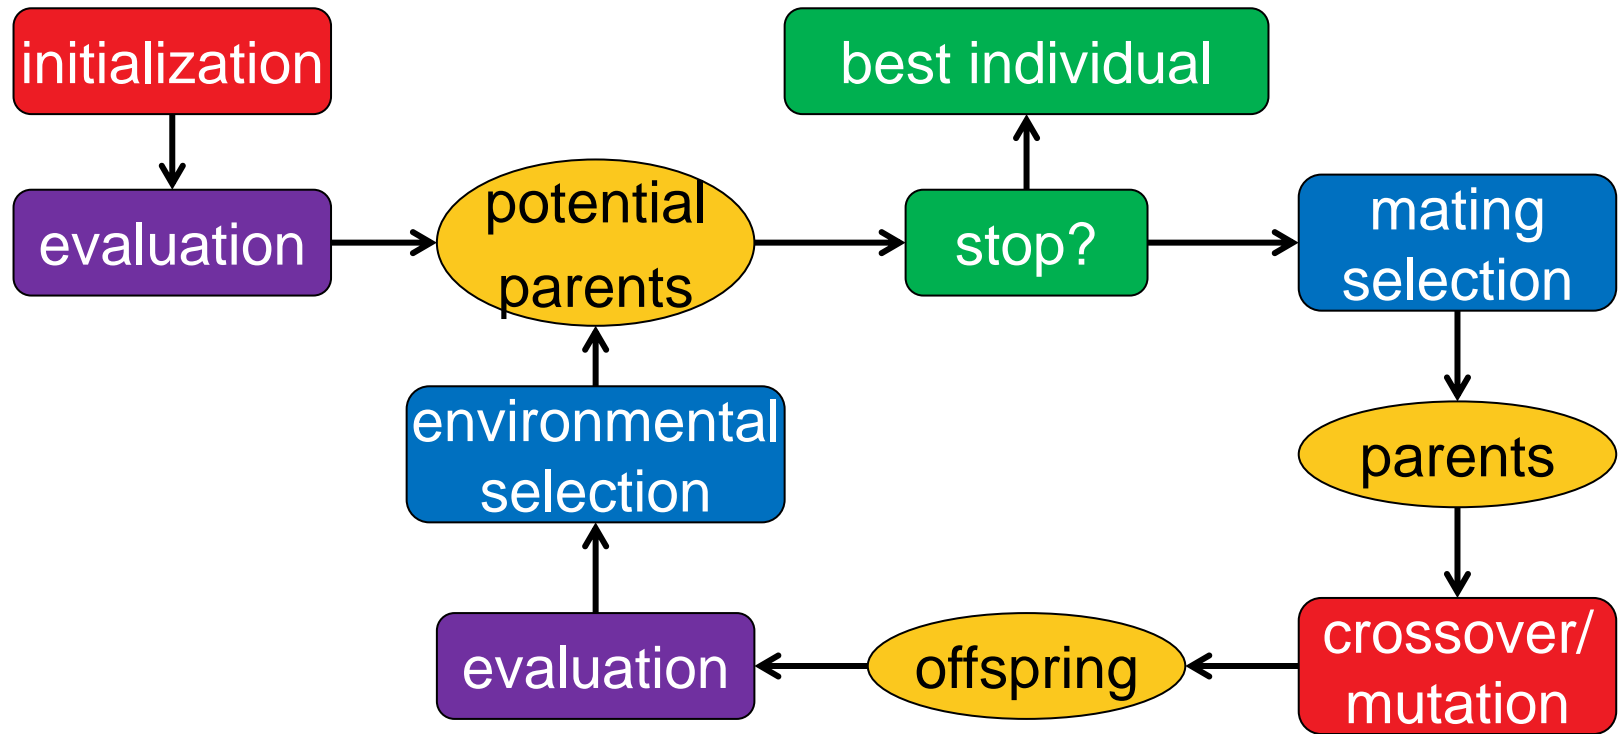 initialization
best individual
evaluation
potential
parents
stop?
mating
selection
environmental
selection
parents
evaluation
offspring
crossover/
mutation